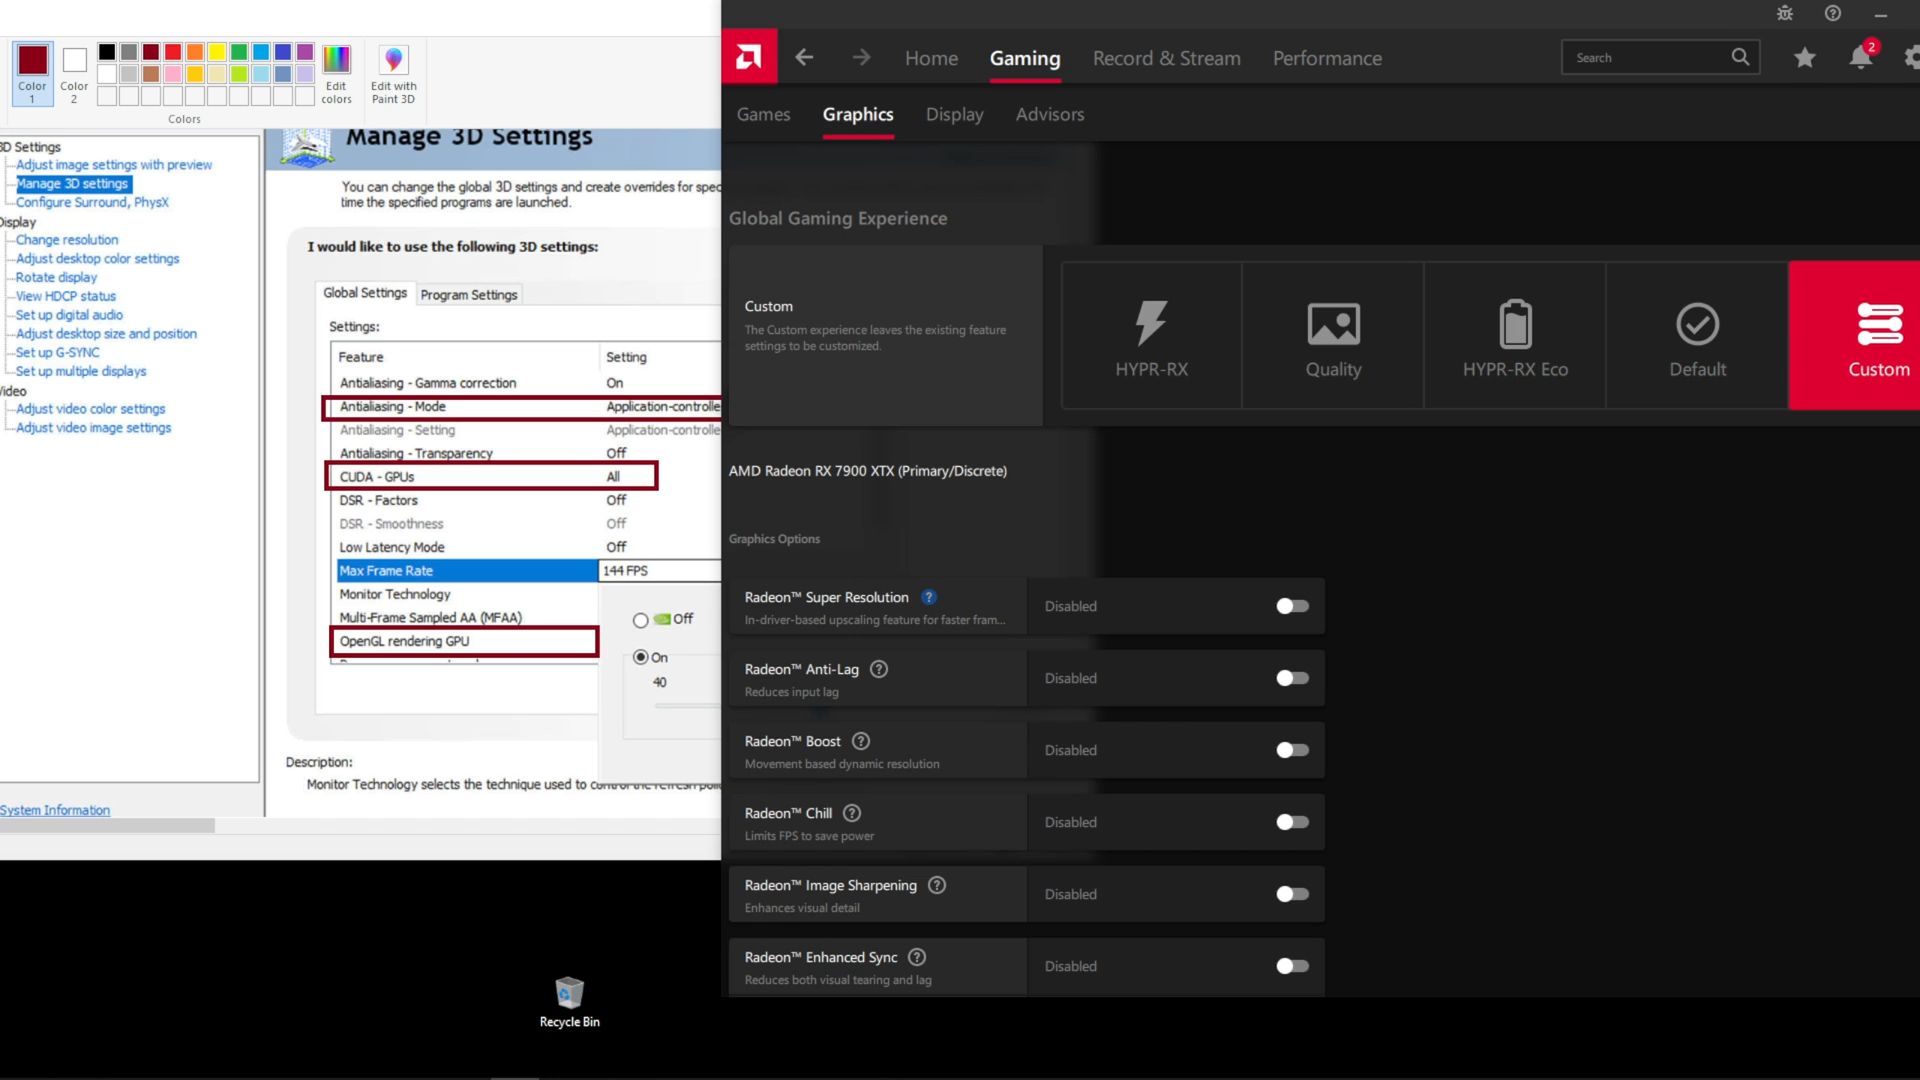 Color
1
Color
2
Edit
colors
Edit with
Paint 3D
Colors
3D Settings
Adjust image settings with preview
Manage 3D settings
Configure Surround, PhysX
Display
Change resolution
Adjust desktop color settings
Rotate display
View HDCP status
Set up digital audio
Adjust desktop size and position
Set up G-SYNC
Set up multiple displays
Video
Adjust video color settings
Adjust video image settings
System Information
Manage 3D Settings
You can change the global 3D settings and create overrides for spec
time the specified programs are launched.
I would like to use the following 3D settings:
Global Settings
Program Settings
Settings:
Feature Setting
Antialiasing - Gamma correction On
Antialiasing - Mode Application-controlle
Antialiasing - Setting Application-controlle
Antialiasing - Transparency Off
CUDA - GPUs All
DSR - Factors Off
DSR - Smoothness Off
Low Latency Mode Off
Max Frame Rate 144 FPS
Monitor Technology
Multi-Frame Sampled AA (MFAA)
OpenGL rendering GPU
Off
On
40
Description:
Monitor Technology selects the technique used to control the refresh
Recycle Bin
Home
Gaming
Record & Stream
Performance
Search
2
Games
Graphics
Display
Advisors
Global Gaming Experience
Custom
The Custom experience leaves the existing feature
settings to be customized.
HYPR-RX
Quality
HYPR-RX Eco
Default
Custom
AMD Radeon RX 7900 XTX (Primary/Discrete)
Graphics Options
Radeon™ Super Resolution ?
In-driver-based upscaling feature for faster fram...
Disabled
Radeon™ Anti-Lag ?
Reduces input lag
Disabled
Radeon™ Boost ?
Movement based dynamic resolution
Disabled
Radeon™ Chill ?
Limits FPS to save power
Disabled
Radeon™ Image Sharpening ?
Enhances visual detail
Disabled
Radeon™ Enhanced Sync ?
Reduces both visual tearing and lag
Disabled